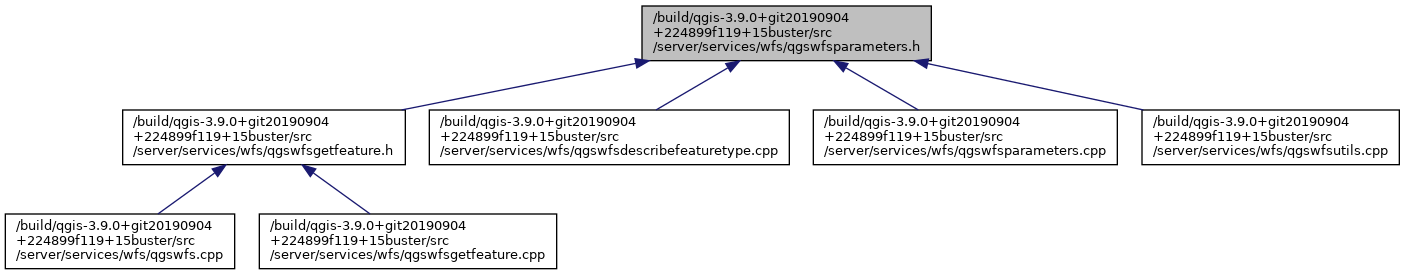 /build/qgis-3.9.0+git20190904
+224899f119+15buster/src
/server/services/wfs/qgswfsparameters.h
/build/qgis-3.9.0+git20190904
+224899f119+15buster/src
/server/services/wfs/qgswfsgetfeature.h
/build/qgis-3.9.0+git20190904
+224899f119+15buster/src
/server/services/wfs/qgswfsdescribefeaturetype.cpp
/build/qgis-3.9.0+git20190904
+224899f119+15buster/src
/server/services/wfs/qgswfsparameters.cpp
/build/qgis-3.9.0+git20190904
+224899f119+15buster/src
/server/services/wfs/qgswfsutils.cpp
/build/qgis-3.9.0+git20190904
+224899f119+15buster/src
/server/services/wfs/qgswfs.cpp
/build/qgis-3.9.0+git20190904
+224899f119+15buster/src
/server/services/wfs/qgswfsgetfeature.cpp